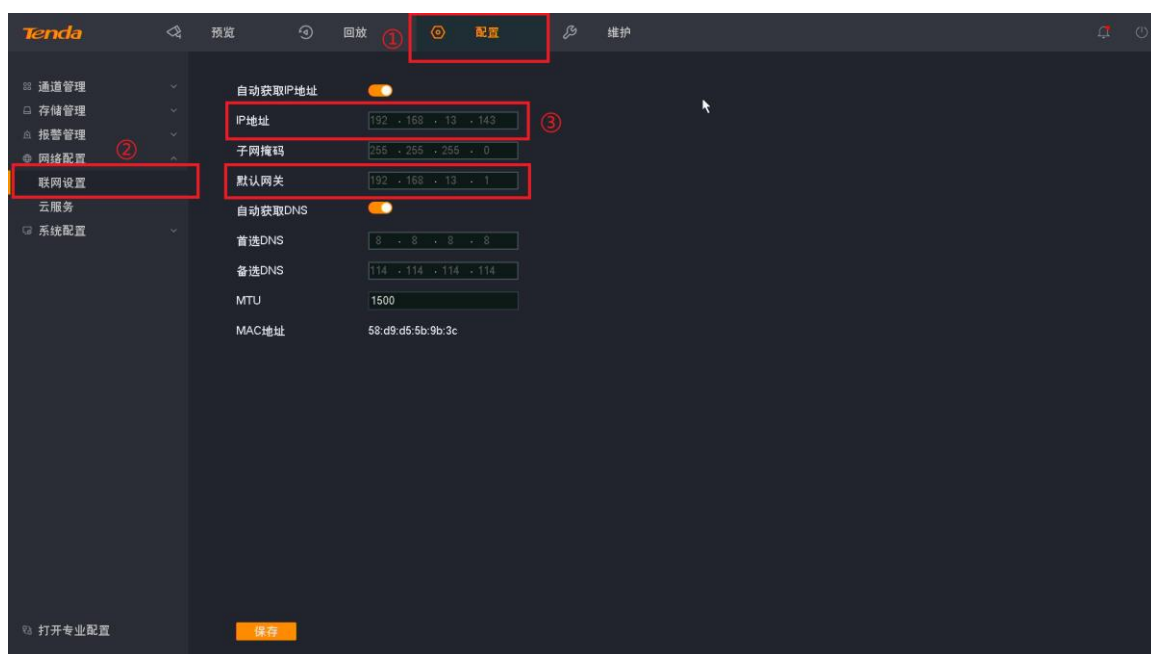 Tenda 预览 回放 ① 配置 维护
通道管理
存储管理
报警管理
网络配置 ②
联网设置
云服务
系统配置
打开专业配置
自动获取IP地址
IP地址 192 . 168 . 13 . 143 ③
子网掩码 255 . 255 . 255 . 0
默认网关 192 . 168 . 13 . 1
自动获取DNS
首选DNS 8 . 8 . 8 . 8
备选DNS 114 . 114 . 114 . 114
MTU 1500
MAC地址 58:d9:d5:5b:9b:3c
保存